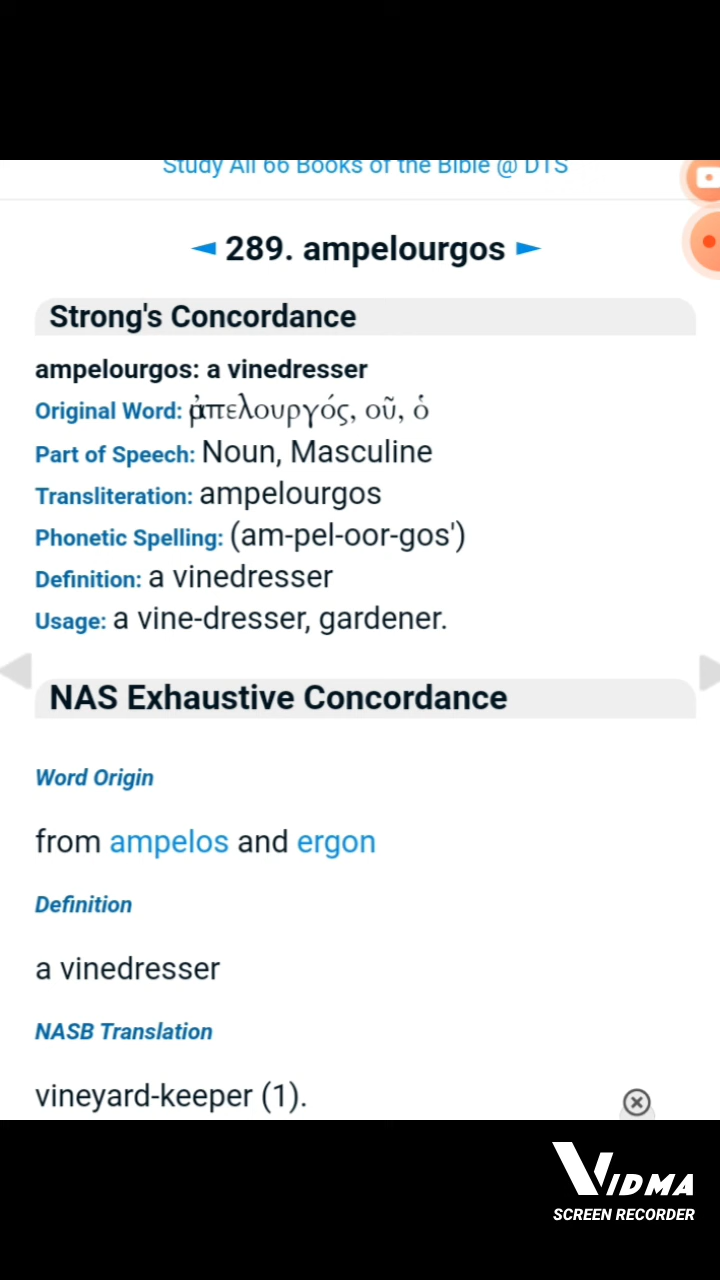 Study All 66 Books of the Bible @ DTS
◄ 289. ampelourgos ►
Strong's Concordance
ampelourgos: a vinedresser
Original Word: ἀμπελουργός, οῦ, ὁ
Part of Speech: Noun, Masculine
Transliteration: ampelourgos
Phonetic Spelling: (am-pel-oor-gos')
Definition: a vinedresser
Usage: a vine-dresser, gardener.
NAS Exhaustive Concordance
Word Origin
from ampelos and ergon
Definition
a vinedresser
NASB Translation
vineyard-keeper (1).
VIDMA
SCREEN RECORDER